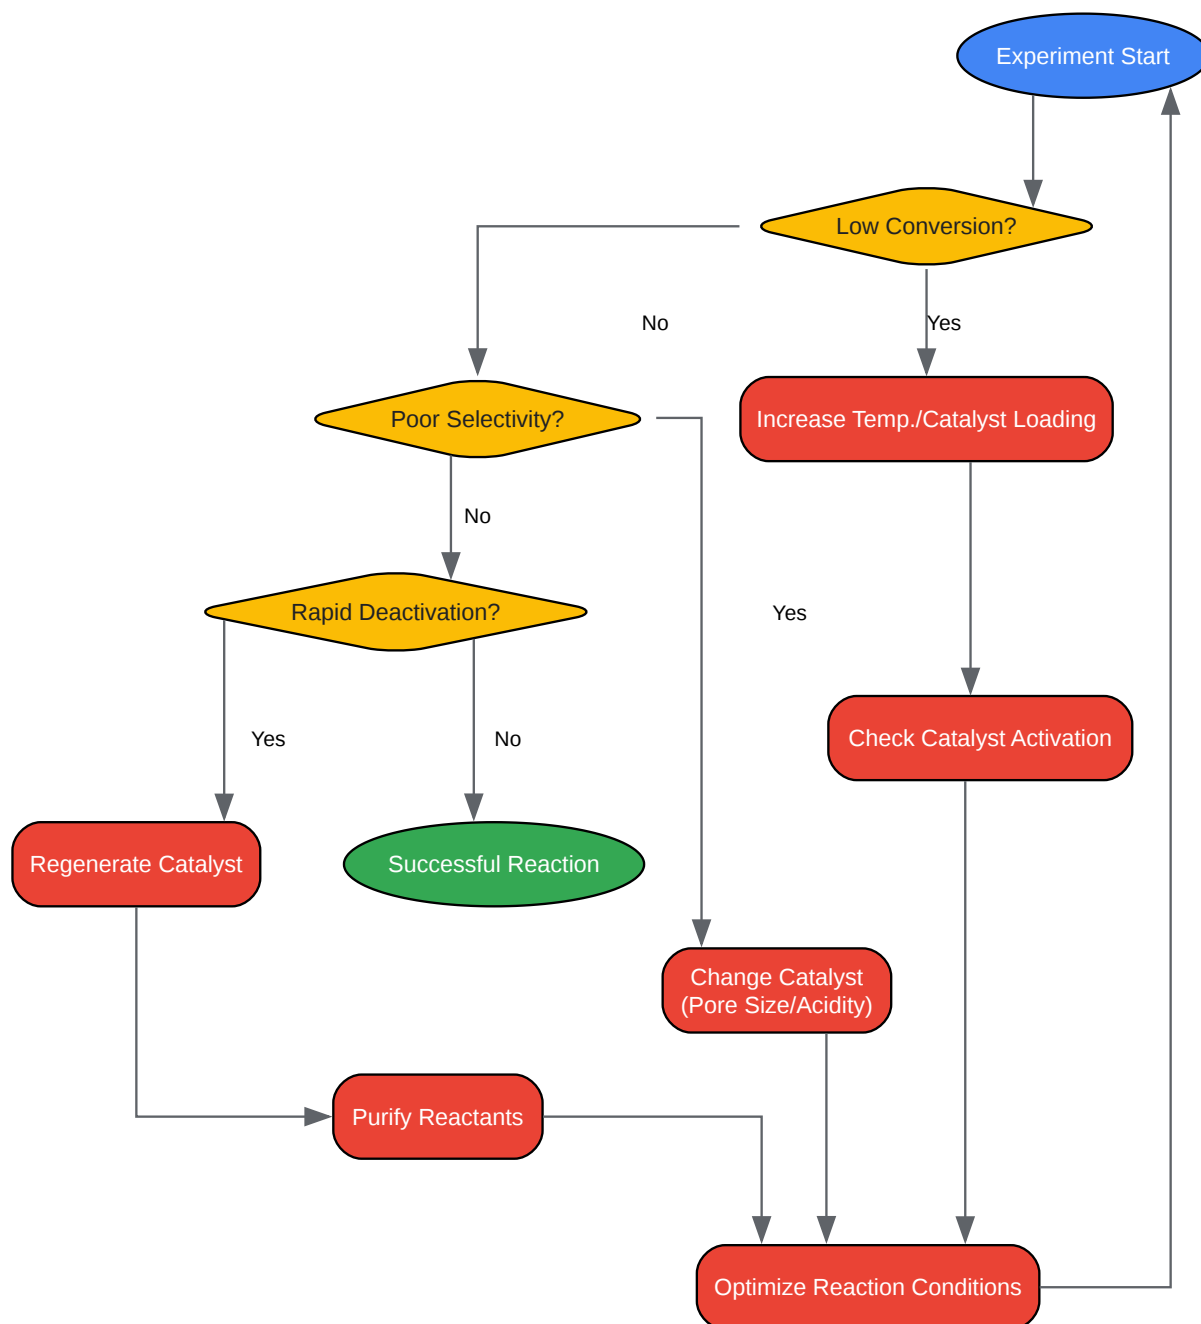 Experiment Start
Low Conversion?
No
Yes
Poor Selectivity?
Increase Temp./Catalyst Loading
No
Rapid Deactivation?
Yes
Yes
No
Check Catalyst Activation
Regenerate Catalyst
Successful Reaction
Change Catalyst
(Pore Size/Acidity)
Purify Reactants
Optimize Reaction Conditions